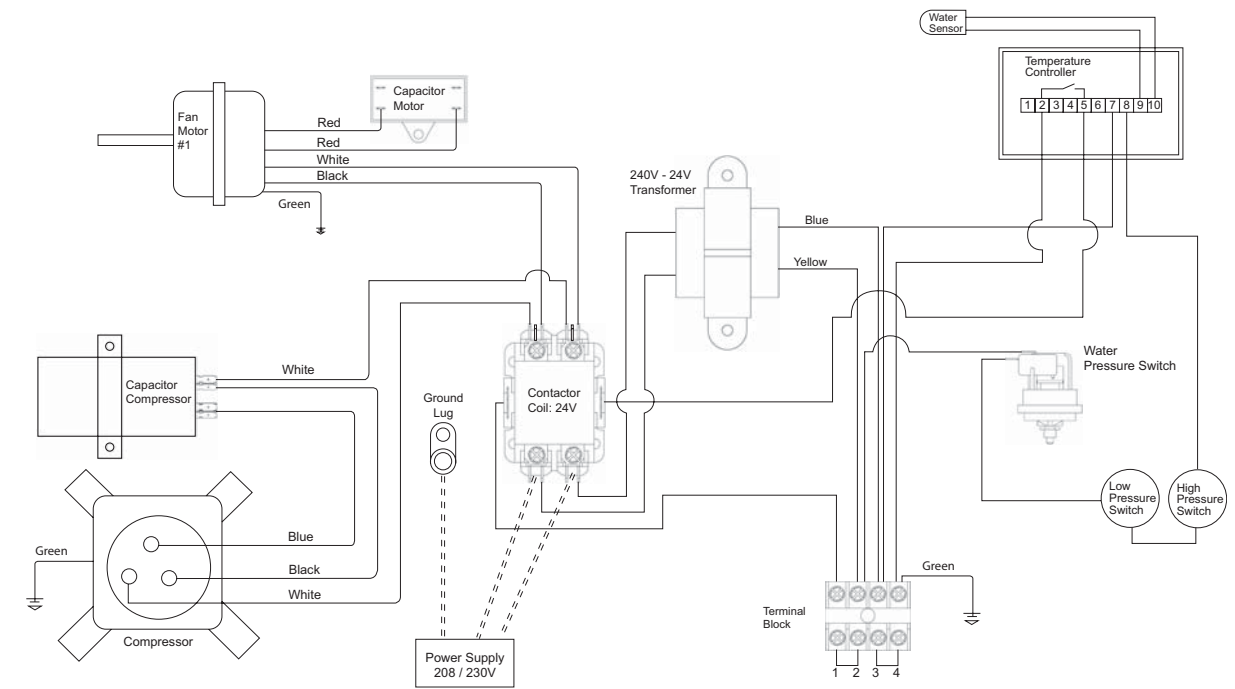 Water
Sensor
Temperature
Controller
1 2 3 4 5 6 7 8 9 10
Capacitor
Motor
Fan
Motor
#1
Red
Red
White
Black
Green
240V - 24V
Transformer
Blue
Yellow
Water
Pressure Switch
White
Capacitor
Compressor
Ground
Lug
Contactor
Coil: 24V
Low
Pressure
Switch
High
Pressure
Switch
Blue
Green
Black
White
Compressor
Green
Terminal
Block
Power Supply
208 / 230V
1 2 3 4